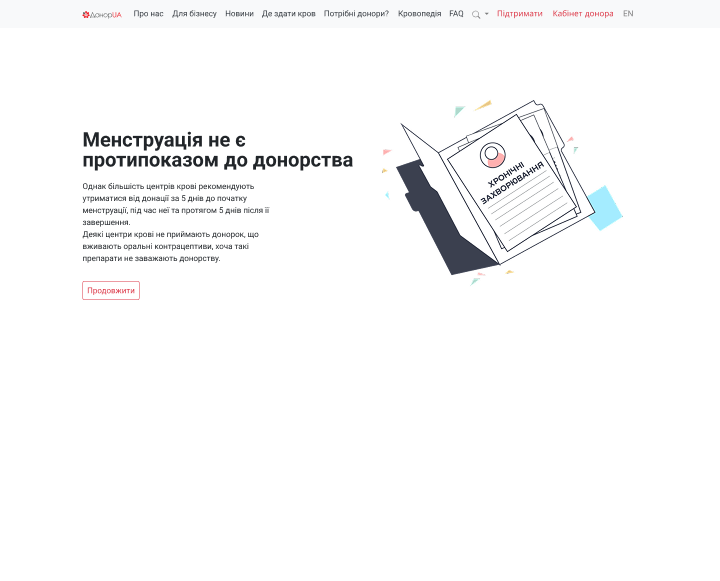 ДонорUA Про нас Для бізнесу Новини Де здати кров Потрібні донори? Кровопедія FAQ Підтримати Кабінет донора EN
Менструація не є
протипоказом до донорства
Однак більшість центрів крові рекомендують
утриматися від донації за 5 днів до початку
менструації, під час неї та протягом 5 днів після її
завершення.
Деякі центри крові не приймають донорок, що
вживають оральні контрацептиви, хоча такі
препарати не заважають донорству.
Продовжити
ХРОНІЧНІ
ЗАХВОРЮВАННЯ